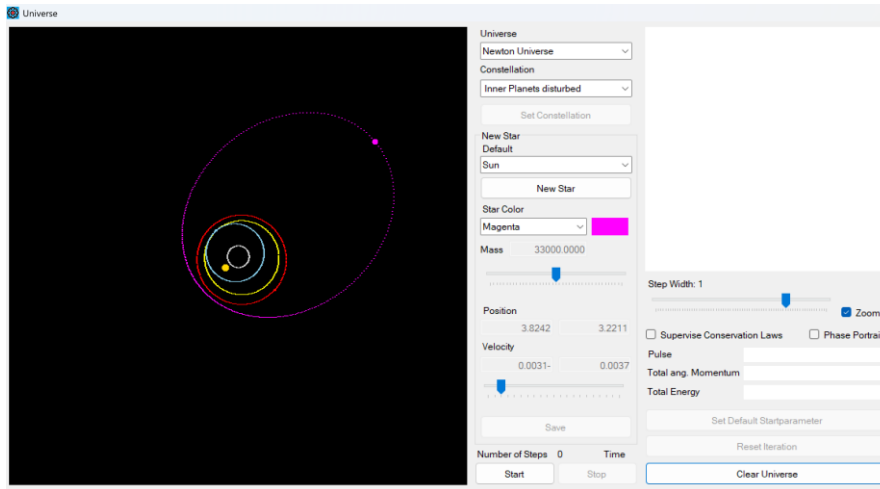 Universe
Universe
Newton Universe
Constellation
Inner Planets disturbed
Set Constellation
New Star
Default
Sun
New Star
Star Color
Magenta
Mass 33000.0000
Position
3.8242 3.2211
Velocity
0.0031- 0.0037
Save
Number of Steps 0 Time
Start Stop
Step Width: 1
Zoom
Supervise Conservation Laws Phase Portrai
Pulse
Total ang. Momentum
Total Energy
Set Default Startparameter
Reset Iteration
Clear Universe